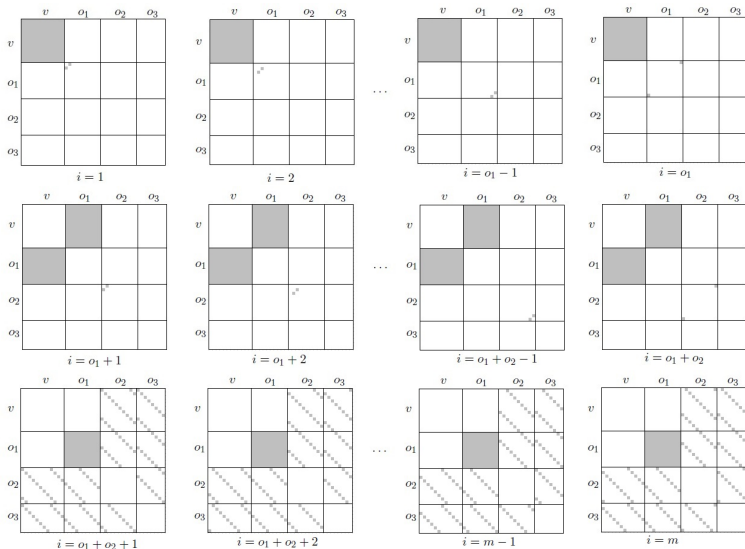 v o₁ o₂ o₃
v o₁ o₂ o₃
v o₁ o₂ o₃
v o₁ o₂ o₃
v
v
v
v
o₁
o₁
o₁
o₁
...
o₂
o₂
o₂
o₂
o₃
o₃
o₃
o₃
i = 1
i = 2
i = o₁ − 1
i = o₁
v o₁ o₂ o₃
v o₁ o₂ o₃
v o₁ o₂ o₃
v o₁ o₂ o₃
v
v
v
v
o₁
o₁
o₁
o₁
...
o₂
o₂
o₂
o₂
o₃
o₃
o₃
o₃
i = o₁ + 1
i = o₁ + 2
i = o₁ + o₂ − 1
i = o₁ + o₂
v o₁ o₂ o₃
v o₁ o₂ o₃
v o₁ o₂ o₃
v o₁ o₂ o₃
v
v
v
v
o₁
o₁
o₁
o₁
...
o₂
o₂
o₂
o₂
o₃
o₃
o₃
o₃
i = o₁ + o₂ + 1
i = o₁ + o₂ + 2
i = m − 1
i = m